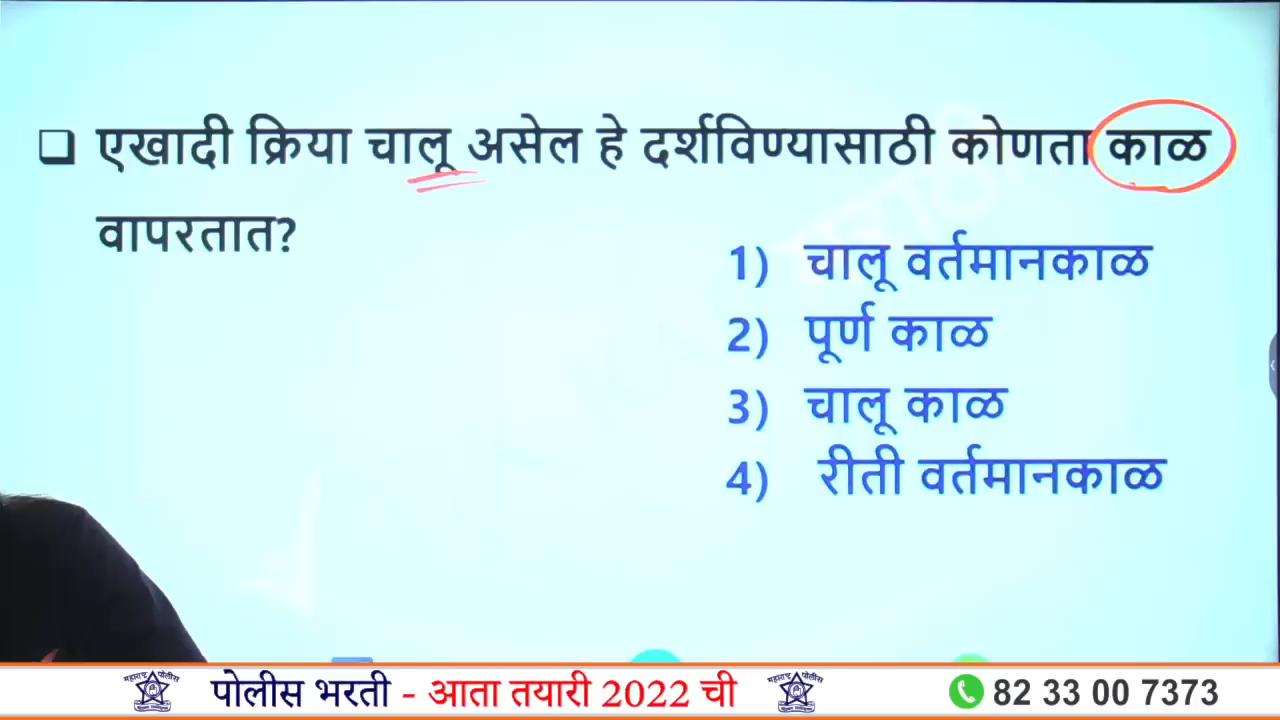 ❑ एखादी क्रिया चालू असेल हे दर्शविण्यासाठी कोणता काळ
वापरतात?
1) चालू वर्तमानकाळ
2) पूर्ण काळ
3) चालू काळ
4) रीती वर्तमानकाळ
पोलीस भरती - आता तयारी 2022 ची
82 33 00 7373